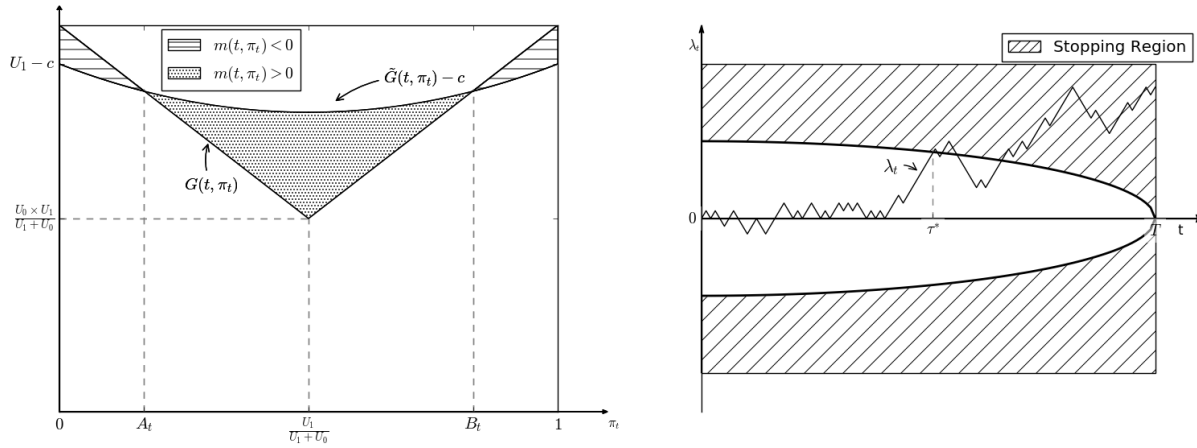 m(t, π_t) < 0
m(t, π_t) > 0
U_1 − c
G̃(t, π_t) − c
G(t, π_t)
U_0 × U_1
U_1 + U_0
0
A_t
U_1
U_1 + U_0
B_t
1
π_t
λ_t
Stopping Region
λ_t
0
τ*
T
t